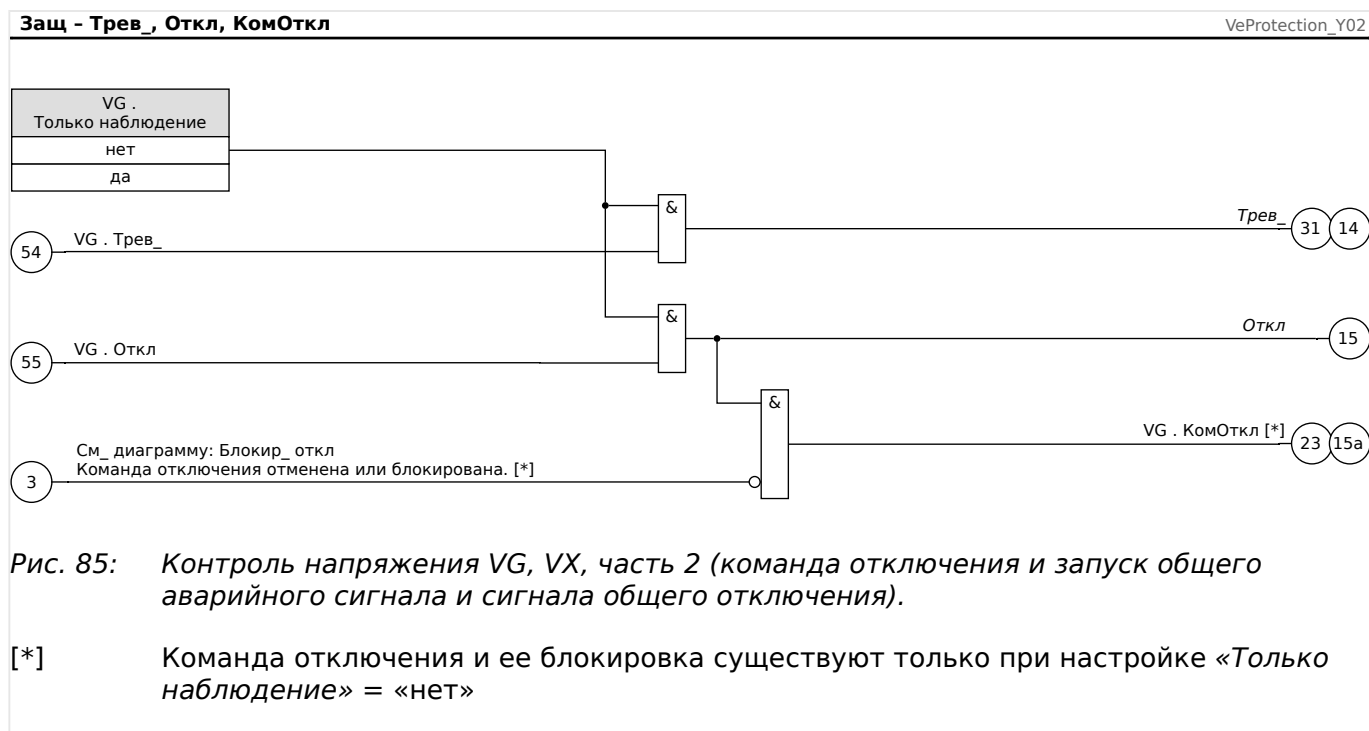 Защ – Трев_, Откл, КомОткл
VeProtection_Y02
VG .
Только наблюдение
нет
да
&
Трев_
31
14
54
VG . Трев_
&
Откл
15
55
VG . Откл
&
VG . КомОткл [*]
23
15a
См_ диаграмму: Блокир_ откл
3
Команда отключения отменена или блокирована. [*]
Рис. 85: Контроль напряжения VG, VX, часть 2 (команда отключения и запуск общего
аварийного сигнала и сигнала общего отключения).
[*] Команда отключения и ее блокировка существуют только при настройке «Только
наблюдение» = «нет»